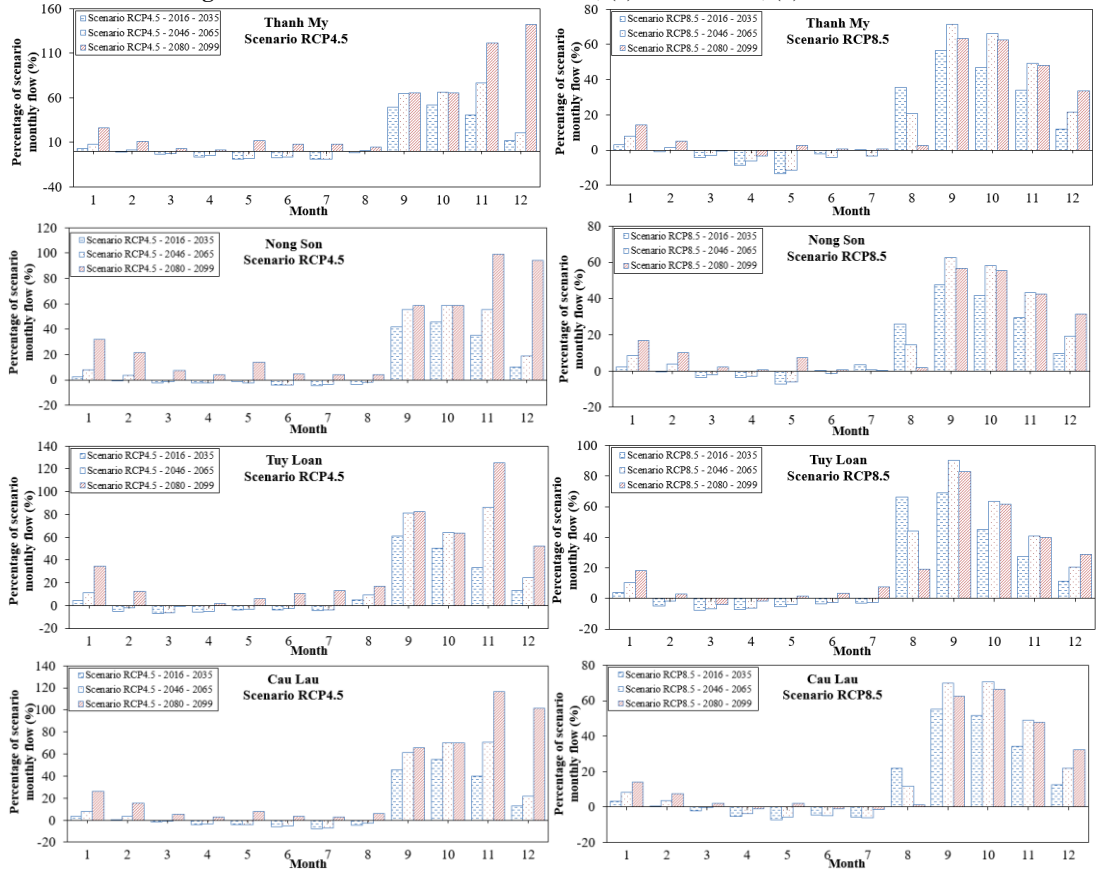 Thanh My
Scenario RCP4.5
Scenario RCP4.5 - 2016 - 2035
Scenario RCP4.5 - 2046 - 2065
Scenario RCP4.5 - 2080 - 2099
Percentage of scenario
monthly flow (%)
160
110
60
10
-40
1 2 3 4 5 6 7 8 9 10 11 12
Month
Thanh My
Scenario RCP8.5
Scenario RCP8.5 - 2016 - 2035
Scenario RCP8.5 - 2046 - 2065
Scenario RCP8.5 - 2080 - 2099
Percentage of scenario
monthly flow (%)
80
60
40
20
0
-20
1 2 3 4 5 6 7 8 9 10 11 12
Month
Nong Son
Scenario RCP4.5
Scenario RCP4.5 - 2016 - 2035
Scenario RCP4.5 - 2046 - 2065
Scenario RCP4.5 - 2080 - 2099
Percentage of scenario
monthly flow (%)
120
100
80
60
40
20
0
-20
1 2 3 4 5 6 7 8 9 10 11 12
Month
Nong Son
Scenario RCP8.5
Scenario RCP8.5 - 2016 - 2035
Scenario RCP8.5 - 2046 - 2065
Scenario RCP8.5 - 2080 - 2099
Percentage of scenario
monthly flow (%)
80
60
40
20
0
-20
1 2 3 4 5 6 7 8 9 10 11 12
Month
Tuy Loan
Scenario RCP4.5
Scenario RCP4.5 - 2016 - 2035
Scenario RCP4.5 - 2046 - 2065
Scenario RCP4.5 - 2080 - 2099
Percentage of scenario
monthly flow (%)
140
120
100
80
60
40
20
0
-20
1 2 3 4 5 6 7 8 9 10 11 12
Month
Tuy Loan
Scenario RCP8.5
Scenario RCP8.5 - 2016 - 2035
Scenario RCP8.5 - 2046 - 2065
Scenario RCP8.5 - 2080 - 2099
Percentage of scenario
monthly flow (%)
100
80
60
40
20
0
-20
1 2 3 4 5 6 7 8 9 10 11 12
Month
Cau Lau
Scenario RCP4.5
Scenario RCP4.5 - 2016 - 2035
Scenario RCP4.5 - 2046 - 2065
Scenario RCP4.5 - 2080 - 2099
Percentage of scenario
monthly flow (%)
140
120
100
80
60
40
20
0
-20
1 2 3 4 5 6 7 8 9 10 11 12
Month
Cau Lau
Scenario RCP8.5
Scenario RCP8.5 - 2016 - 2035
Scenario RCP8.5 - 2046 - 2065
Scenario RCP8.5 - 2080 - 2099
Percentage of scenario
monthly flow (%)
80
60
40
20
0
-20
1 2 3 4 5 6 7 8 9 10 11 12
Month